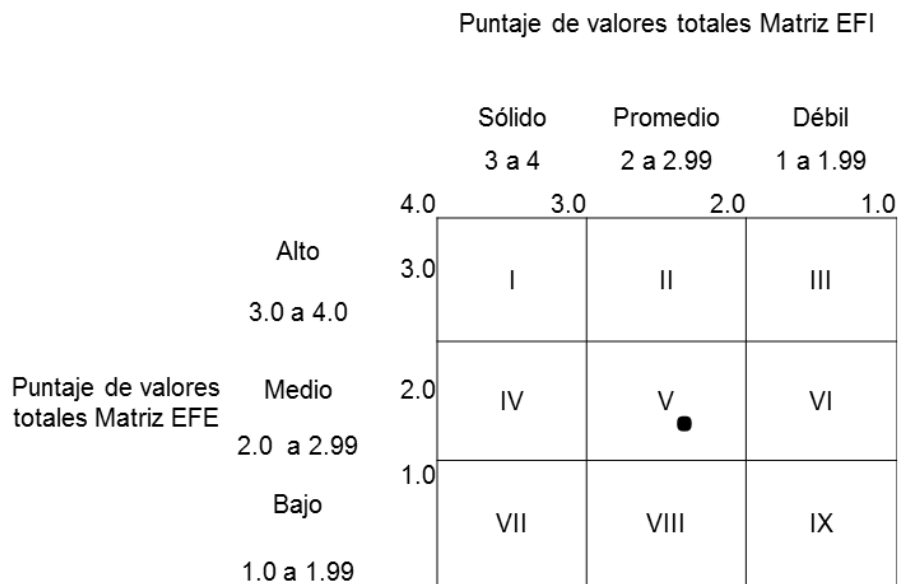 Puntaje de valores totales Matriz EFI
Sólido Promedio Débil
3 a 4 2 a 2.99 1 a 1.99
4.0 3.0 2.0 1.0
Alto
3.0
I II III
3.0 a 4.0
Puntaje de valores
totales Matriz EFE
Medio
2.0
IV V VI
2.0 a 2.99
1.0
Bajo
VII VIII IX
1.0 a 1.99